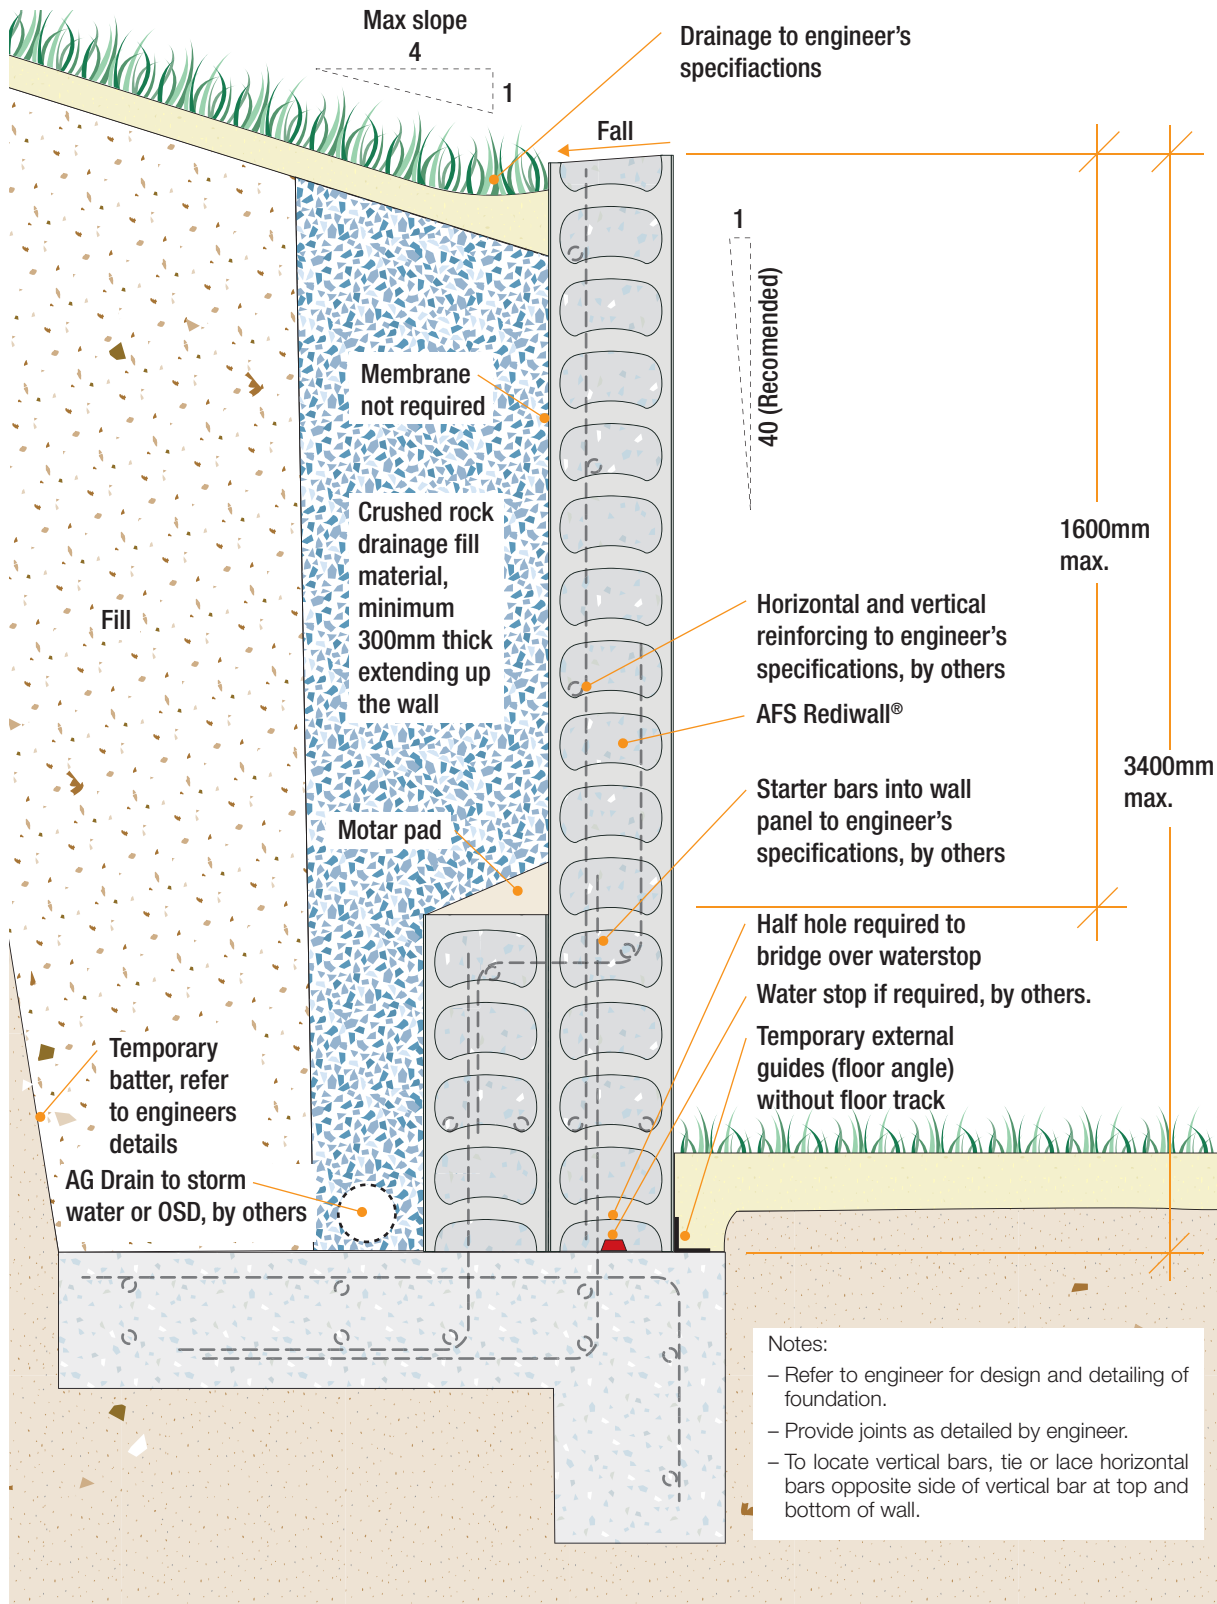 Max slope
4
1
Drainage to engineer's
specifiactions
Fall
1
40 (Recomended)
Membrane
not required
Crushed rock
drainage fill
material,
minimum
300mm thick
extending up
the wall
1600mm
max.
Fill
Horizontal and vertical
reinforcing to engineer's
specifications, by others
AFS Rediwall®
3400mm
max.
Starter bars into wall
panel to engineer's
specifications, by others
Motar pad
Half hole required to
bridge over waterstop
Water stop if required, by others.
Temporary external
guides (floor angle)
without floor track
Temporary
batter, refer
to engineers
details
AG Drain to storm
water or OSD, by others
Notes:
– Refer to engineer for design and detailing of
foundation.
– Provide joints as detailed by engineer.
– To locate vertical bars, tie or lace horizontal
bars opposite side of vertical bar at top and
bottom of wall.